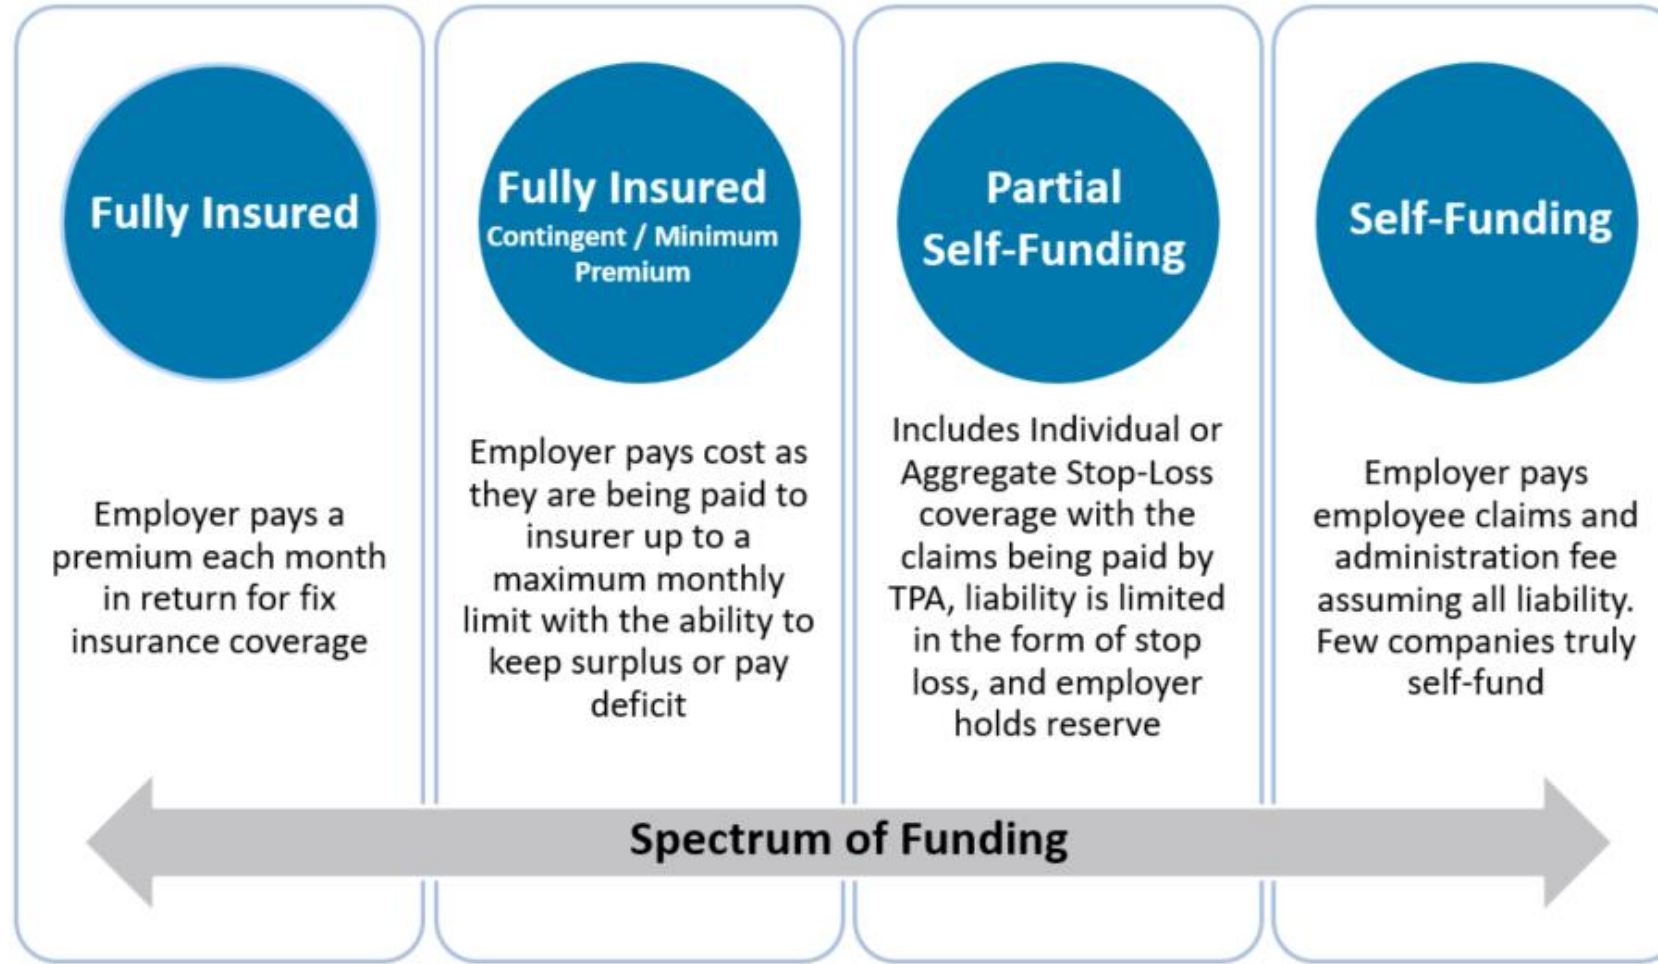 Fully Insured
Employer pays a
premium each month
in return for fix
insurance coverage
Fully Insured
Contingent / Minimum
Premium
Employer pays cost as
they are being paid to
insurer up to a
maximum monthly
limit with the ability to
keep surplus or pay
deficit
Partial
Self-Funding
Includes Individual or
Aggregate Stop-Loss
coverage with the
claims being paid by
TPA, liability is limited
in the form of stop
loss, and employer
holds reserve
Self-Funding
Employer pays
employee claims and
administration fee
assuming all liability.
Few companies truly
self-fund
Spectrum of Funding